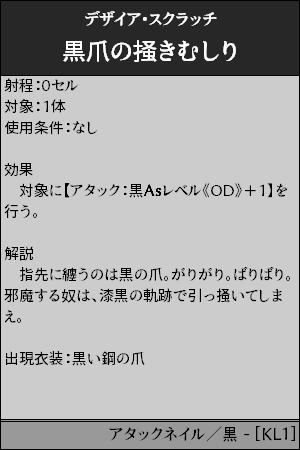 デザイア・スクラッチ
黒爪の掻きむしり
射程：0セル
対象：1体
使用条件：なし
効果
　対象に【アタック：黒Asレベル《OD》＋1】を
行う。
解説
　指先に纏うのは黒の爪。がりがり。ばりばり。
邪魔する奴は、漆黒の軌跡で引っ掻いてしま
え。
出現衣装：黒い鋼の爪
アタックネイル／黒 - [KL1]